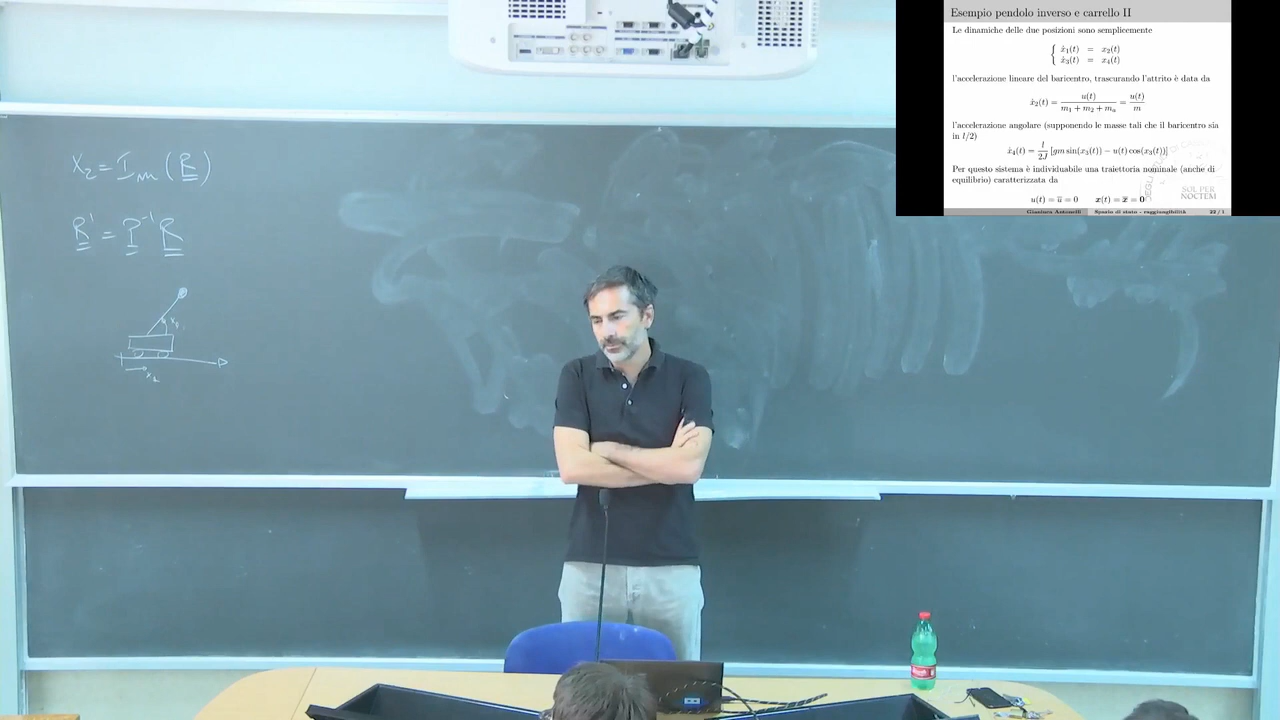 X₂ = Im (R)
R' = P⁻¹ R
Esempio pendolo inverso e carrello II
Le dinamiche delle due posizioni sono semplicemente
ẋ₁(t) = x₂(t)
ẋ₃(t) = x₄(t)
l'accelerazione lineare del baricentro, trascurando l'attrito è data da
ẋ₂(t) = u(t) / (m₁ + m₂ + mₐ) = u(t) / m
l'accelerazione angolare (supponendo le masse tali che il baricentro sia
in l/2)
ẋ₄(t) = l / 2J [gm sin(x₃(t)) − u(t) cos(x₃(t))]
Per questo sistema è individuabile una traiettoria nominale (anche di
equilibrio) caratterizzata da
u(t) = ū = 0 x(t) = x̄ = 0
SOL PER
NOCTEM
Gianluca Antonelli Spazio di stato - raggiungibilità 22 / 1